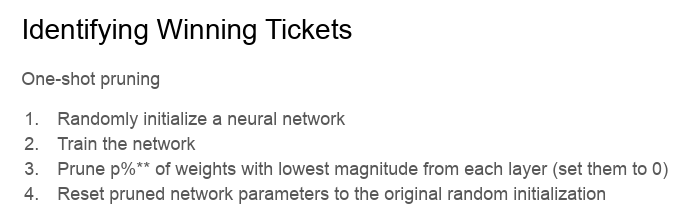 Identifying Winning Tickets
One-shot pruning
1. Randomly initialize a neural network
2. Train the network
3. Prune p%** of weights with lowest magnitude from each layer (set them to 0)
4. Reset pruned network parameters to the original random initialization